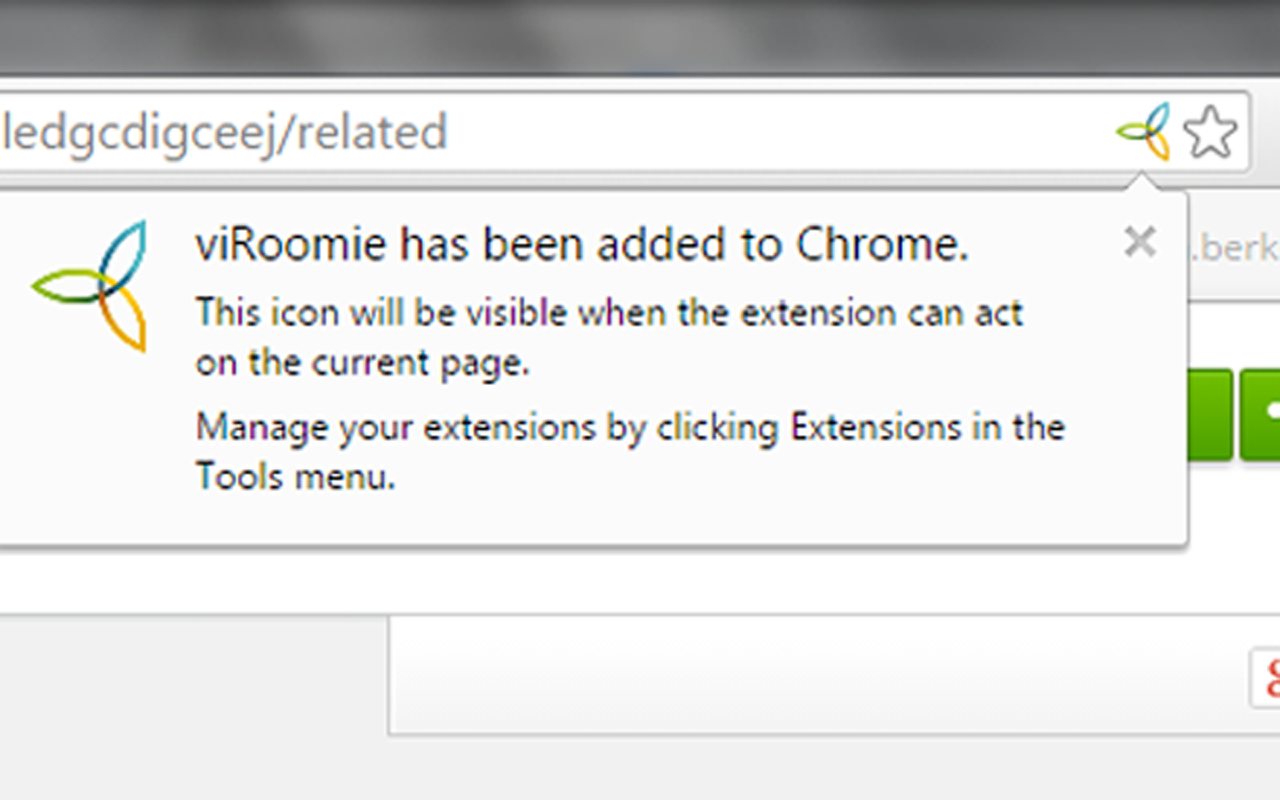 ledgcdigceej/related
viRoomie has been added to Chrome.
.berk
This icon will be visible when the extension can act
on the current page.
Manage your extensions by clicking Extensions in the
Tools menu.
g